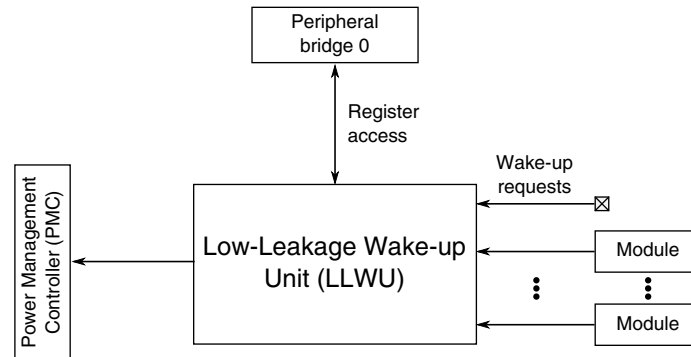 Peripheral
bridge 0
Register
access
Wake-up
requests
Power Management
Controller (PMC)
Low-Leakage Wake-up
Unit (LLWU)
Module
Module